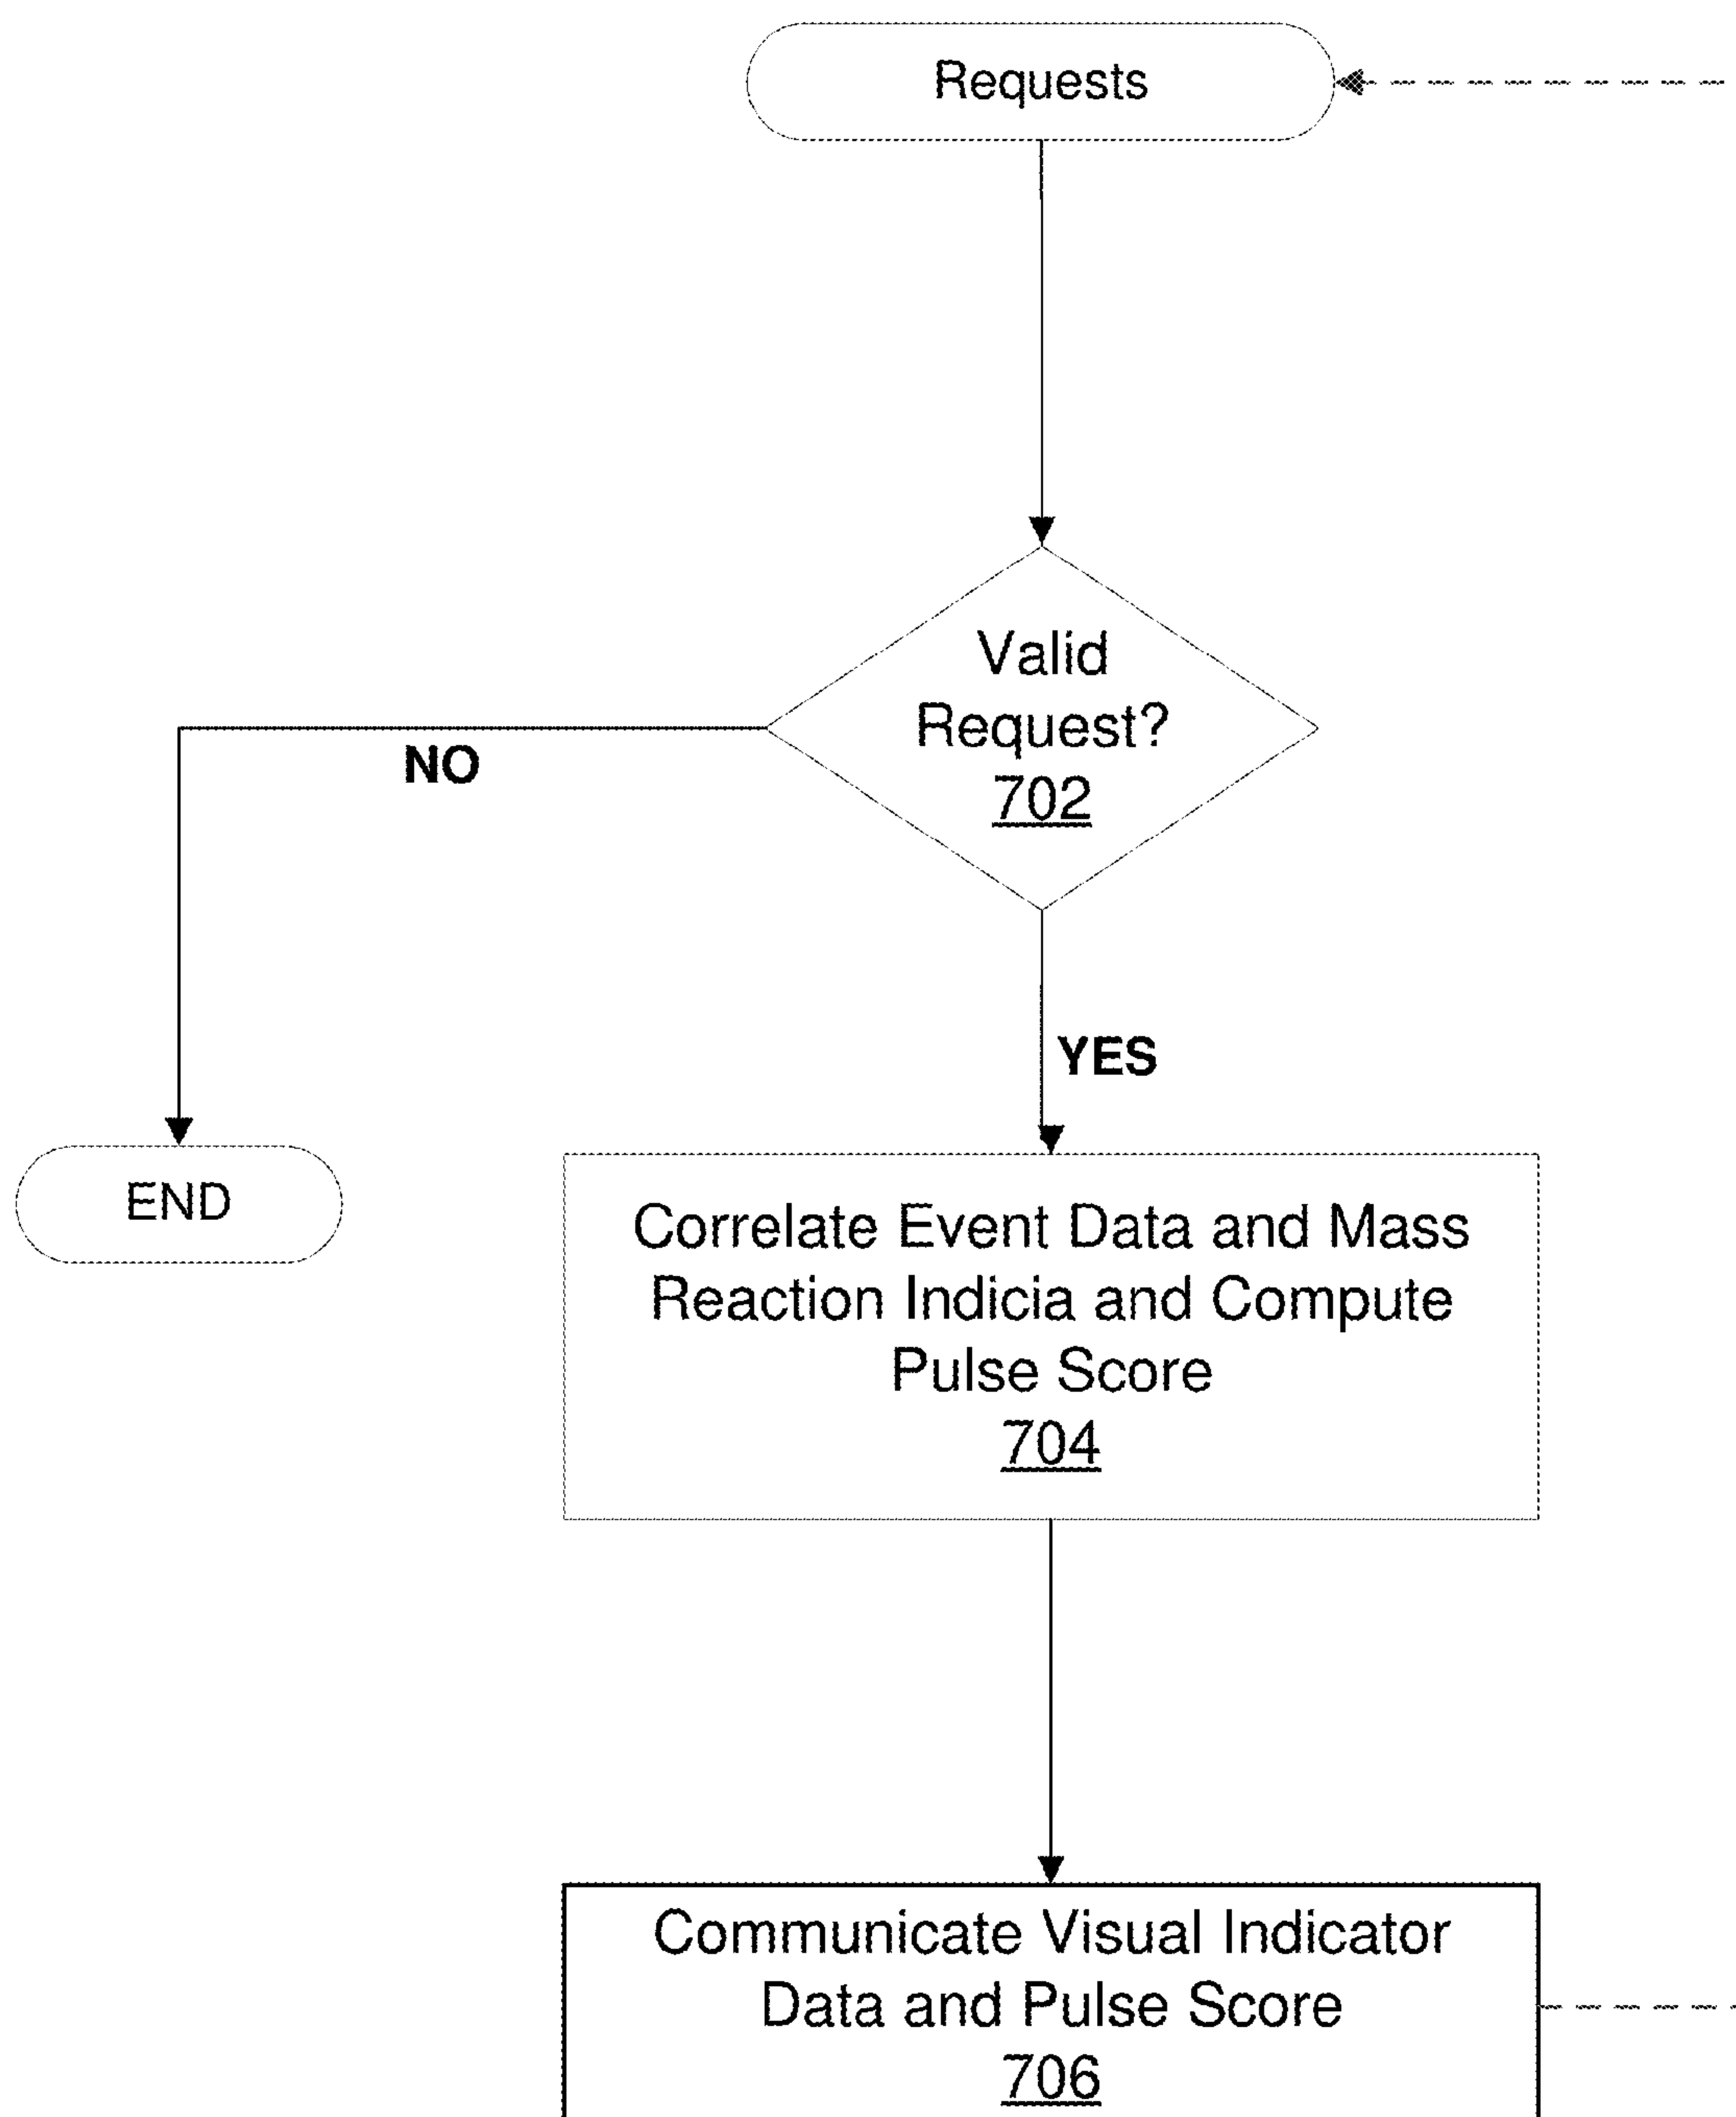 Requests
Valid
Request?
702
NO
YES
END
Correlate Event Data and Mass
Reaction Indicia and Compute
Pulse Score
704
Communicate Visual Indicator
Data and Pulse Score
706